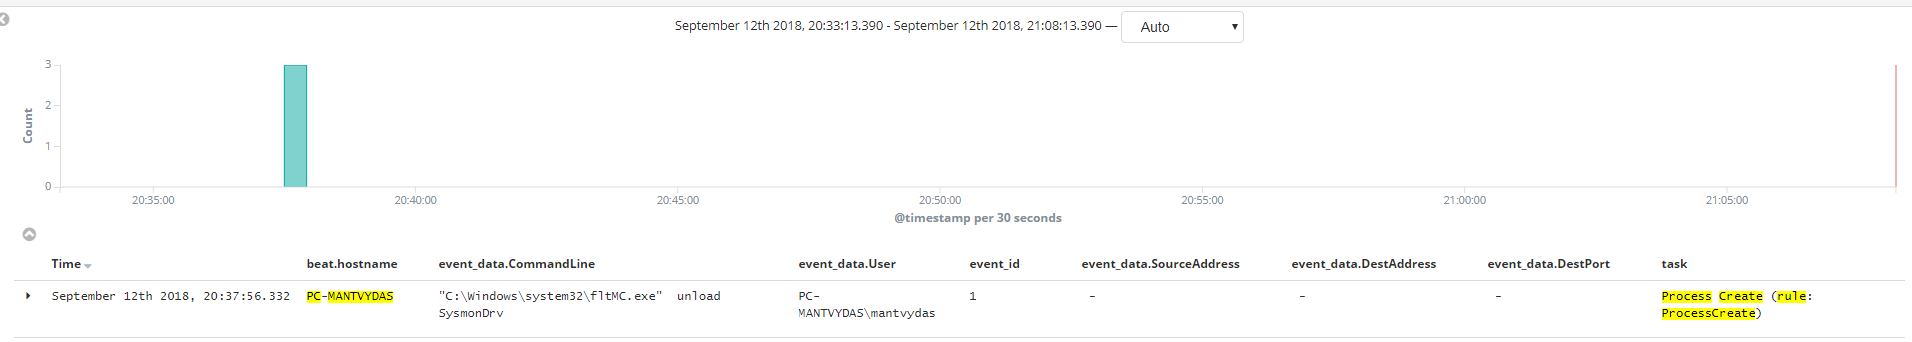 September 12th 2018, 20:33:13.390 - September 12th 2018, 21:08:13.390 — Auto
3
2
1
0
Count
20:35:00 20:40:00 20:45:00 20:50:00 20:55:00 21:00:00 21:05:00
@timestamp per 30 seconds
Time beat.hostname event_data.CommandLine event_data.User event_id event_data.SourceAddress event_data.DestAddress event_data.DestPort task
September 12th 2018, 20:37:56.332 PC-MANTVYDAS "C:\Windows\system32\fltMC.exe" unload PC- 1 - - - Process Create (rule:
SysmonDrv MANTVYDAS\mantvydas ProcessCreate)